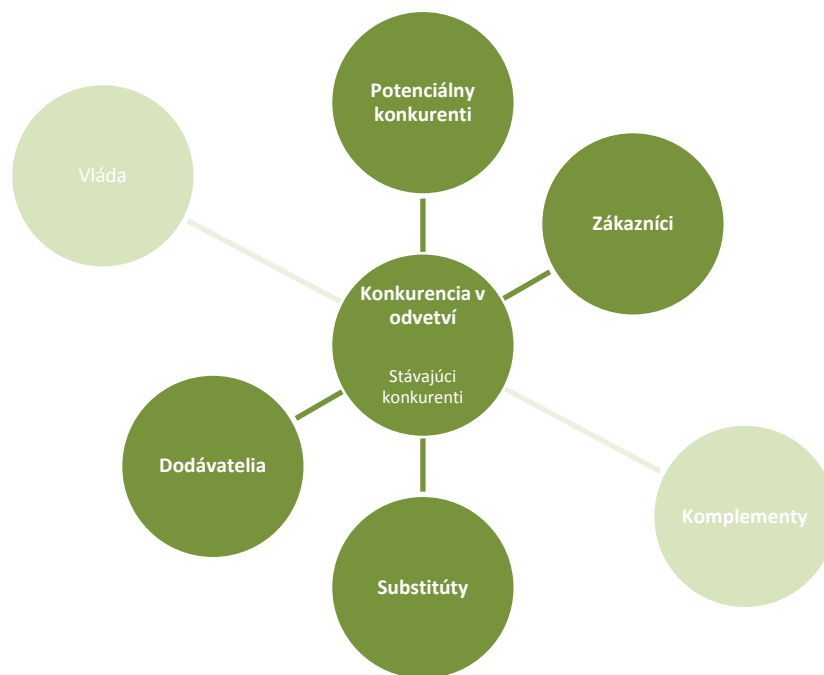 Potenciálny
konkurenti
Vláda
Zákazníci
Konkurencia v
odvetví
Stávajúci
konkurenti
Dodávatelia
Komplementy
Substitúty